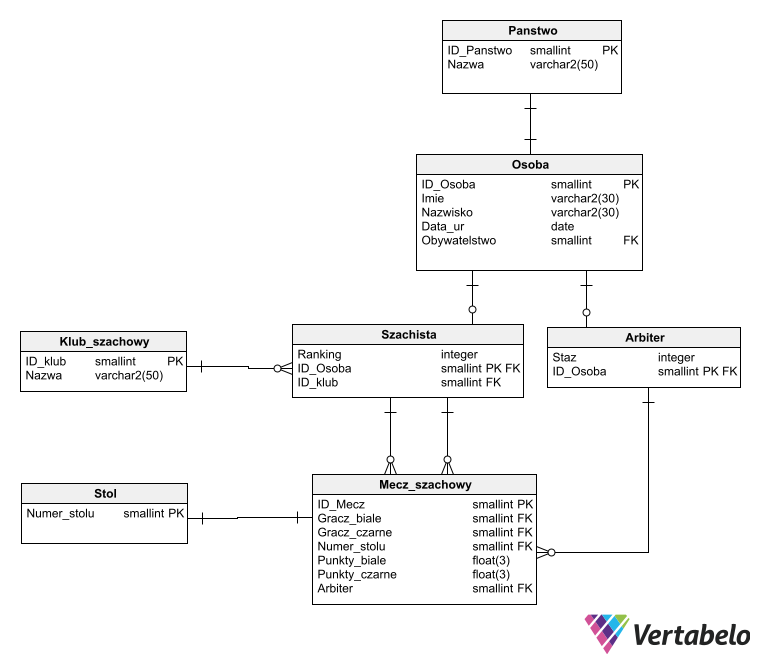 Panstwo
ID_Panstwo smallint PK
Nazwa varchar2(50)
Osoba
ID_Osoba smallint PK
Imie varchar2(30)
Nazwisko varchar2(30)
Data_ur date
Obywatelstwo smallint FK
Klub_szachowy
ID_klub smallint PK
Nazwa varchar2(50)
Szachista
Ranking integer
ID_Osoba smallint PK FK
ID_klub smallint FK
Arbiter
Staz integer
ID_Osoba smallint PK FK
Stol
Numer_stolu smallint PK
Mecz_szachowy
ID_Mecz smallint PK
Gracz_biale smallint FK
Gracz_czarne smallint FK
Numer_stolu smallint FK
Punkty_biale float(3)
Punkty_czarne float(3)
Arbiter smallint FK
Vertabelo